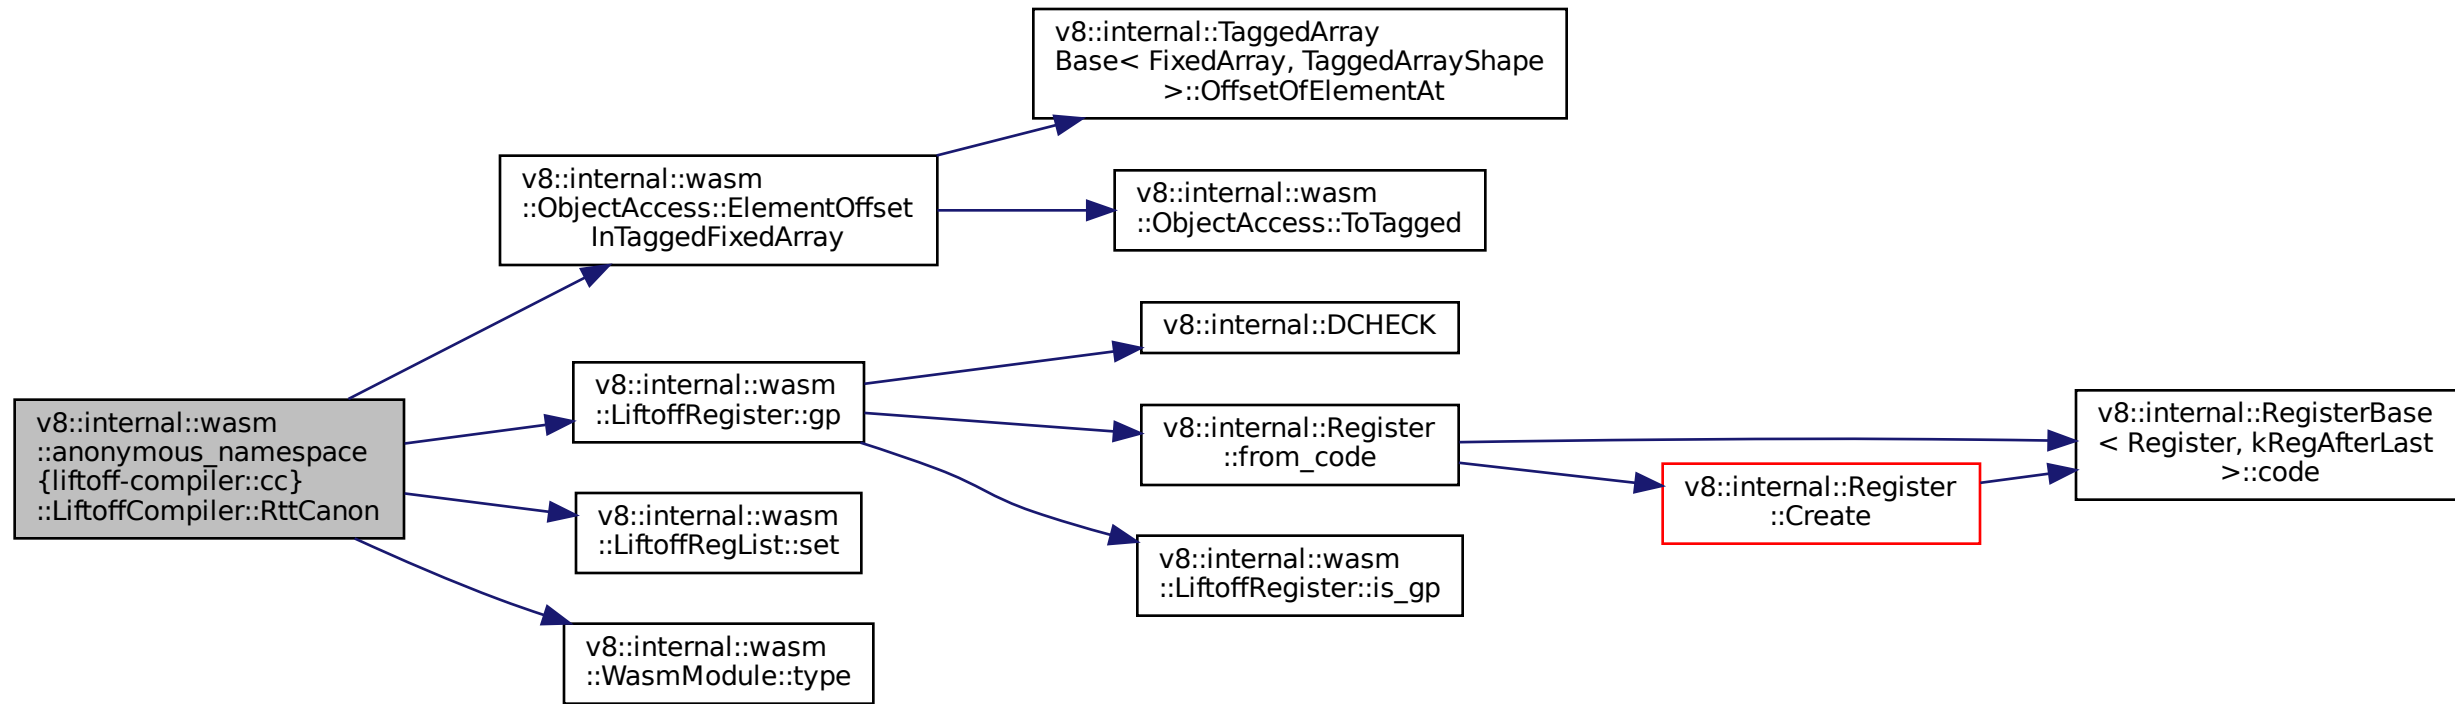 v8::internal::TaggedArray
Base< FixedArray, TaggedArrayShape
>::OffsetOfElementAt
v8::internal::wasm
::ObjectAccess::ElementOffset
InTaggedFixedArray
v8::internal::wasm
::ObjectAccess::ToTagged
v8::internal::DCHECK
v8::internal::wasm
::LiftoffRegister::gp
v8::internal::Register
::from_code
v8::internal::RegisterBase
< Register, kRegAfterLast
>::code
v8::internal::wasm
::anonymous_namespace
{liftoff-compiler::cc}
::LiftoffCompiler::RttCanon
v8::internal::Register
::Create
v8::internal::wasm
::LiftoffRegList::set
v8::internal::wasm
::LiftoffRegister::is_gp
v8::internal::wasm
::WasmModule::type